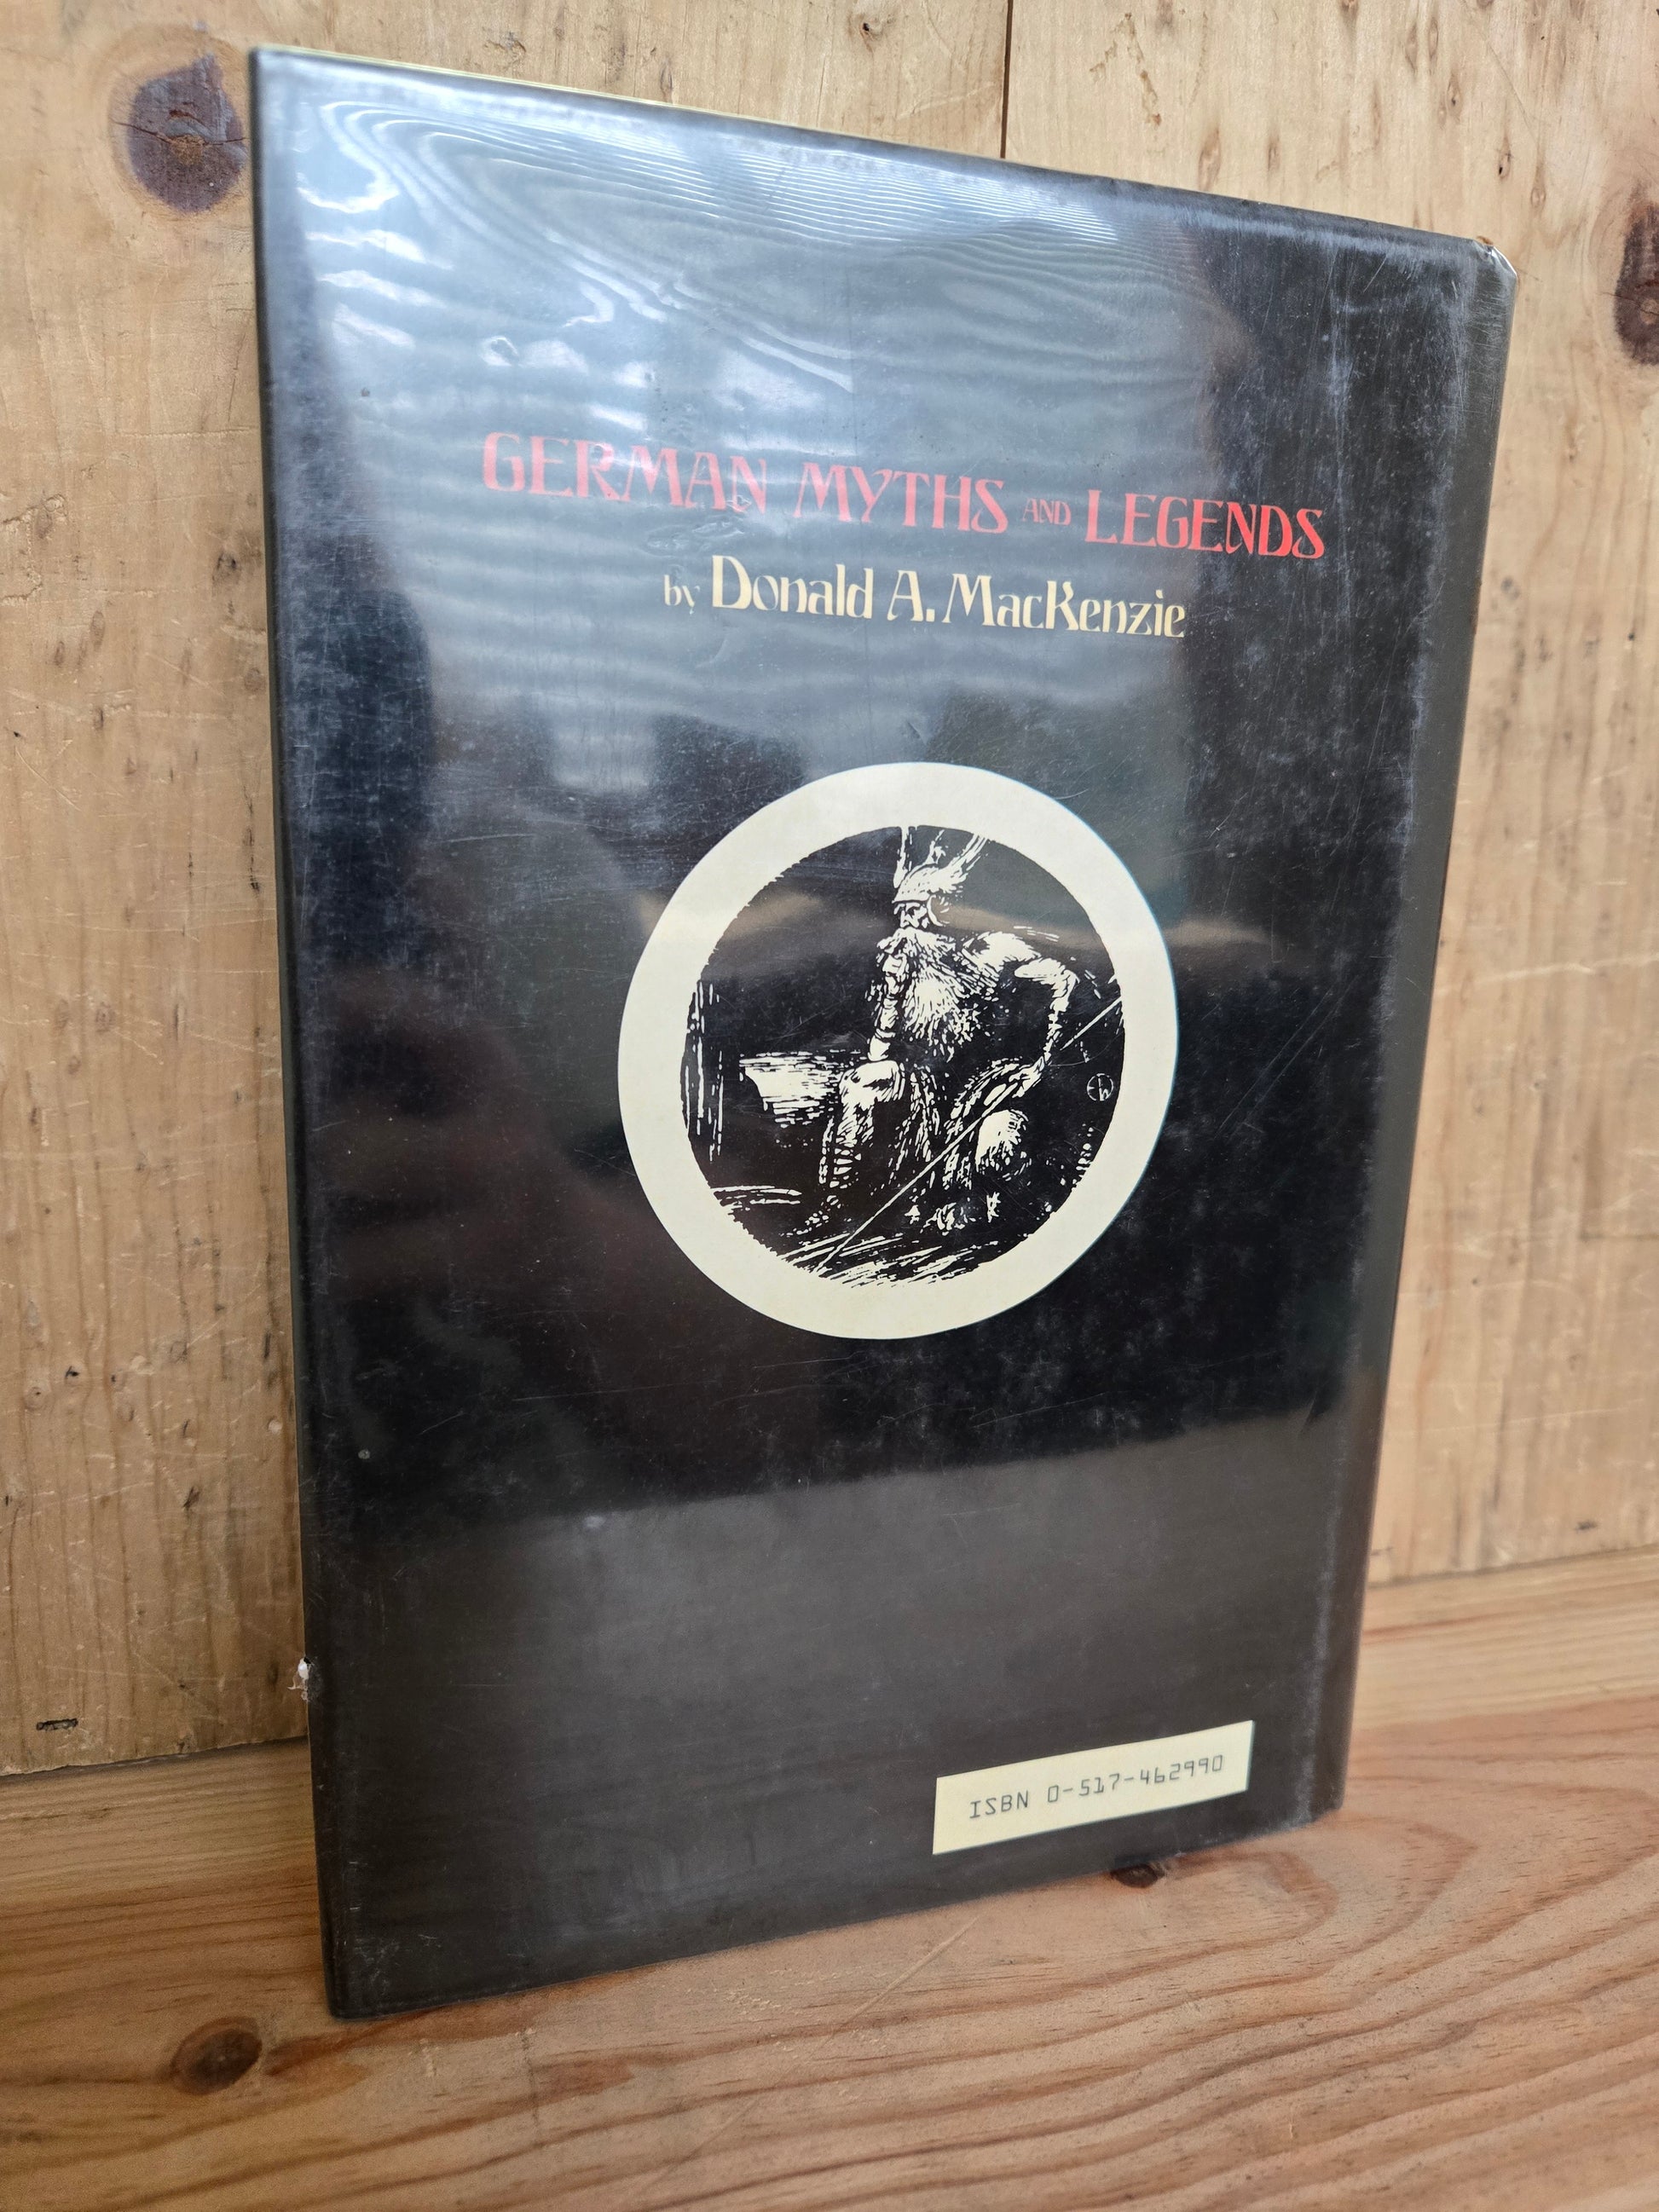 GERMAN MYTHS AND LEGENDS
by Donald A. MacKenzie
ISBN 0-517-462990